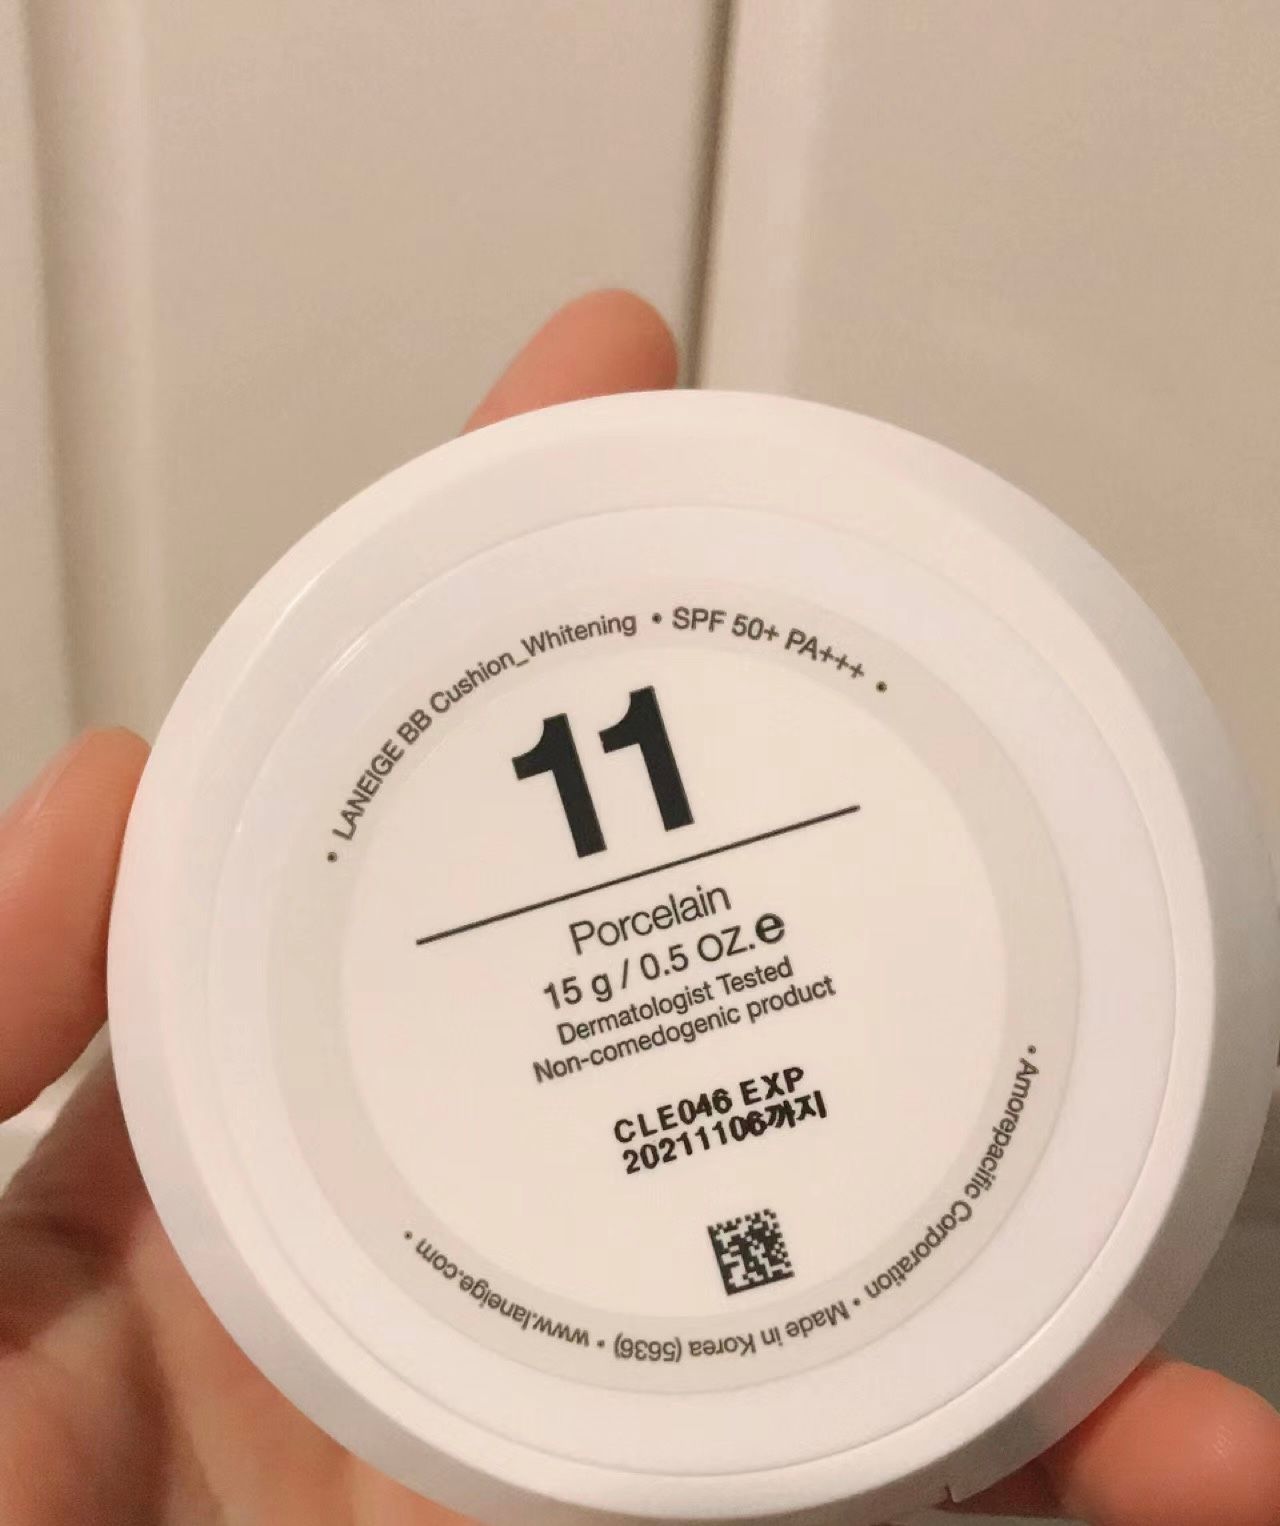 • LANEIGE BB Cushion_Whitening • SPF 50+ PA+++ •
11
Porcelain
15 g / 0.5 OZ.e
Dermatologist Tested
Non-comedogenic product
CLE046 EXP
20211106까지
• Amorepacific Corporation • Made in Korea (5636) • www.laneige.com •